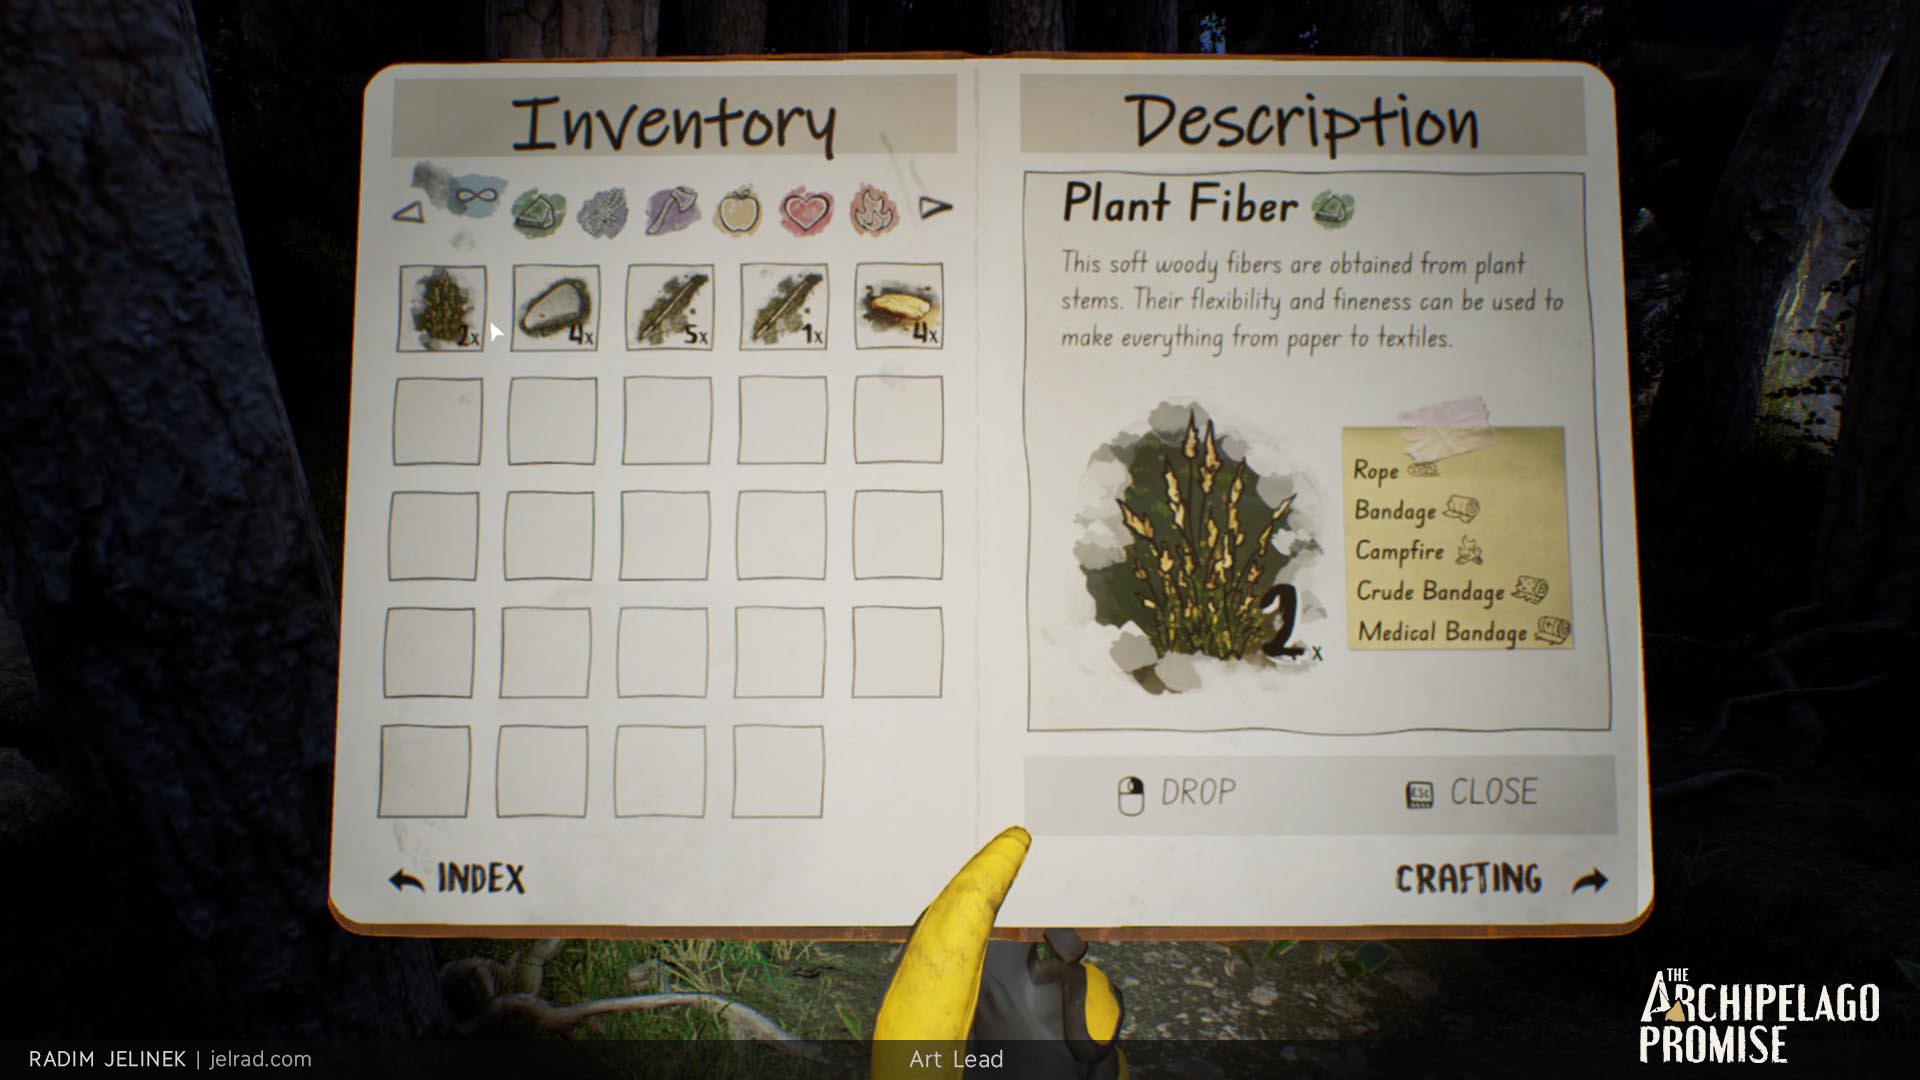 Inventory
2x
4x
5x
1x
4x
INDEX
Description
Plant Fiber
This soft woody fibers are obtained from plant
stems. Their flexibility and fineness can be used to
make everything from paper to textiles.
2x
Rope
Bandage
Campfire
Crude Bandage
Medical Bandage
DROP
ESC CLOSE
CRAFTING
THE
ARCHIPELAGO
PROMISE
RADIM JELINEK | jelrad.com
Art Lead